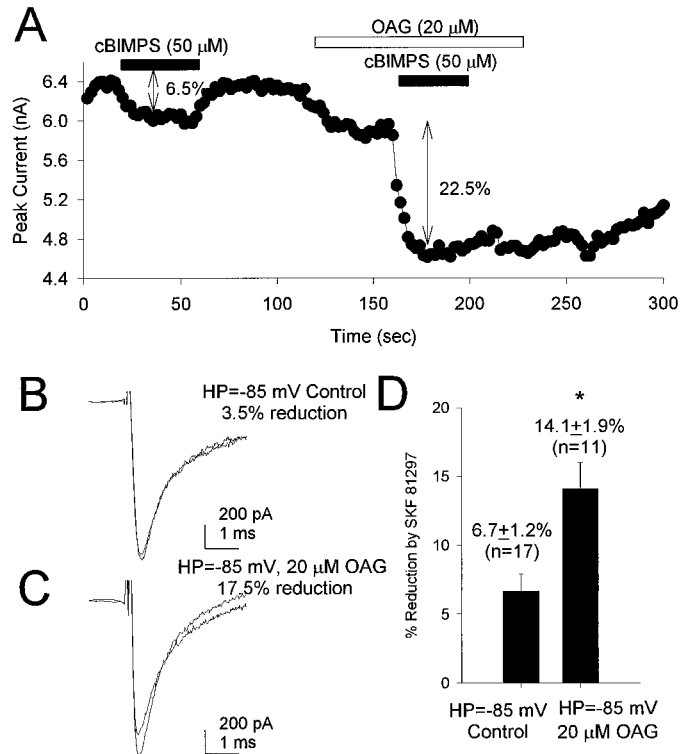 A
OAG (20 µM)
cBIMPS (50 µM)
cBIMPS (50 µM)
6.5%
22.5%
Peak Current (nA)
6.4
6.0
5.6
5.2
4.8
4.4
0 50 100 150 200 250 300
Time (sec)
B
HP=-85 mV Control
3.5% reduction
200 pA
1 ms
C
HP=-85 mV, 20 µM OAG
17.5% reduction
200 pA
1 ms
D
% Reduction by SKF 81297
20
15
10
5
0
*
14.1±1.9%
(n=11)
6.7±1.2%
(n=17)
HP=-85 mV
Control
HP=-85 mV
20 µM OAG